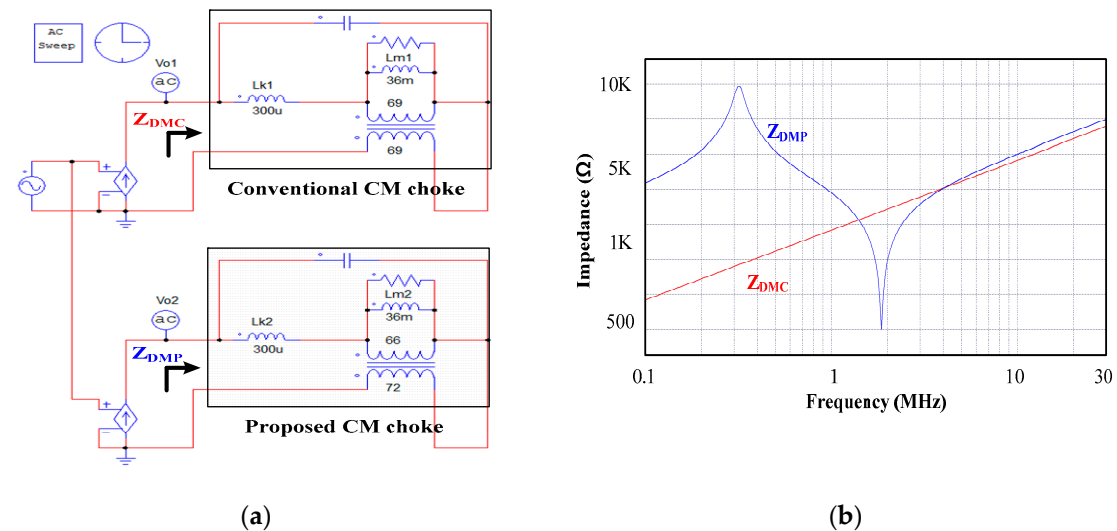 AC
Sweep
Vo1
ac
ZDMC
Lk1
300u
Lm1
36m
69
69
Conventional CM choke
Vo2
ac
ZDMP
Lk2
300u
Lm2
36m
66
72
Proposed CM choke
(a)
10K
5K
1K
500
Impedance (Ω)
ZDMP
ZDMC
0.1
1
10
30
Frequency (MHz)
(b)